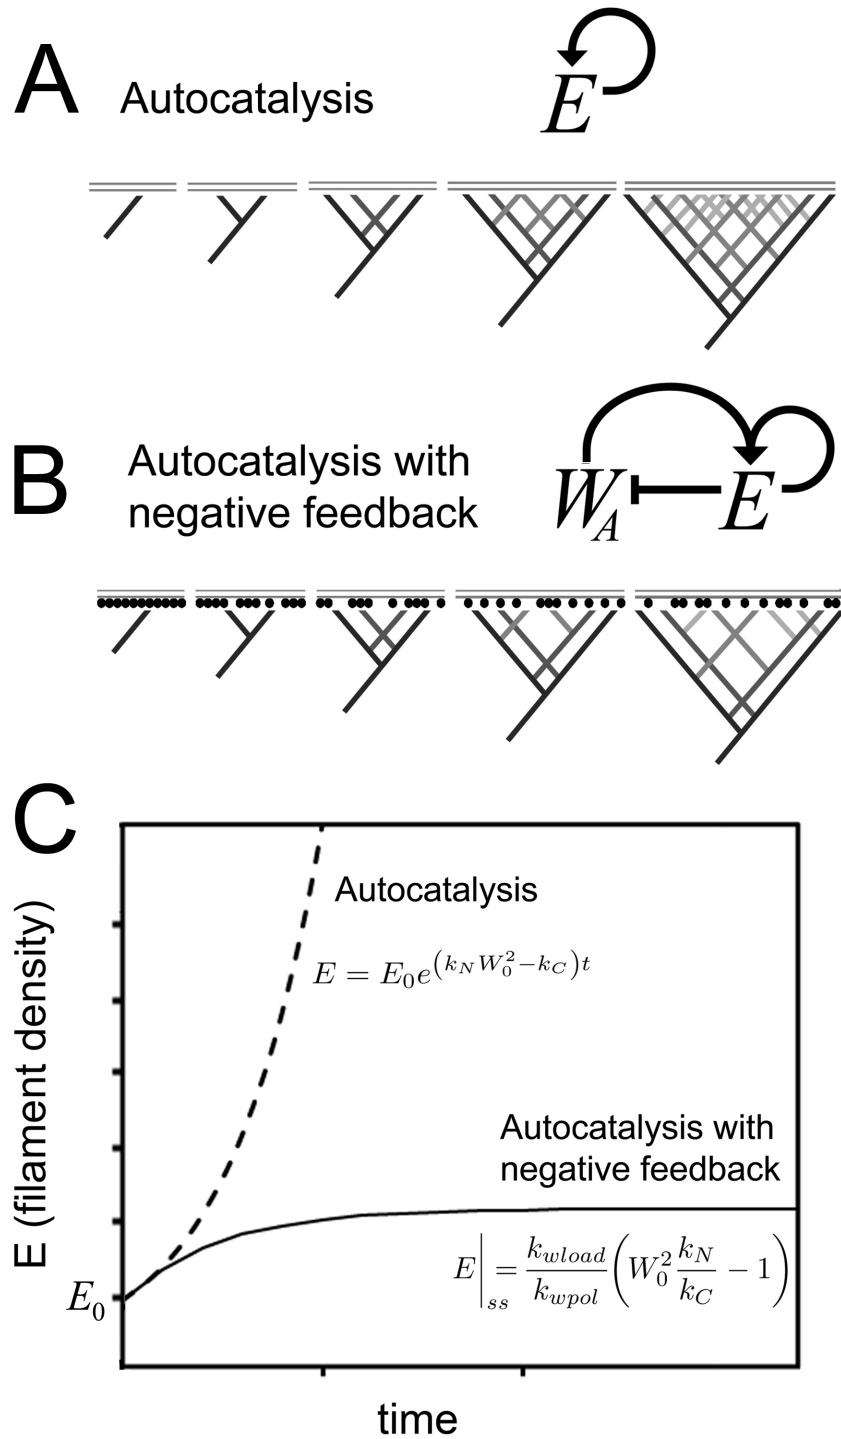 A
Autocatalysis
E
B
Autocatalysis with
negative feedback
W_A
E
C
E (filament density)
Autocatalysis
E = E_0 e^{(k_N W_0^2 - k_C)t}
Autocatalysis with
negative feedback
E|_{ss} = \frac{k_{wload}}{k_{wpol}} \left( W_0^2 \frac{k_N}{k_C} - 1 \right)
E_0
time